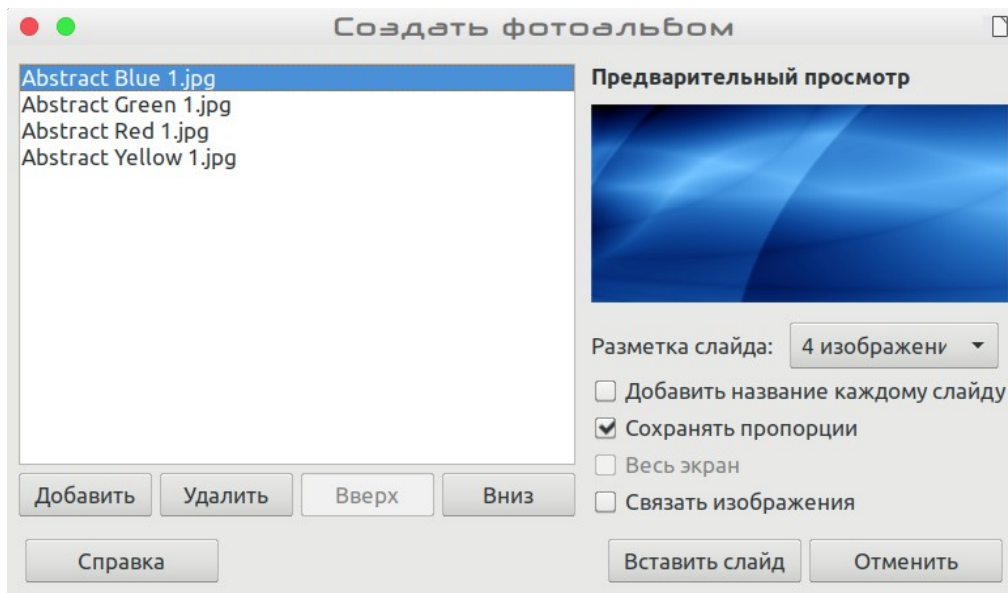 Создать фотоальбом
Abstract Blue 1.jpg
Abstract Green 1.jpg
Abstract Red 1.jpg
Abstract Yellow 1.jpg
Добавить
Удалить
Вверх
Вниз
Предварительный просмотр
Разметка слайда: 4 изображени
Добавить название каждому слайду
Сохранять пропорции
Весь экран
Связать изображения
Справка
Вставить слайд
Отменить